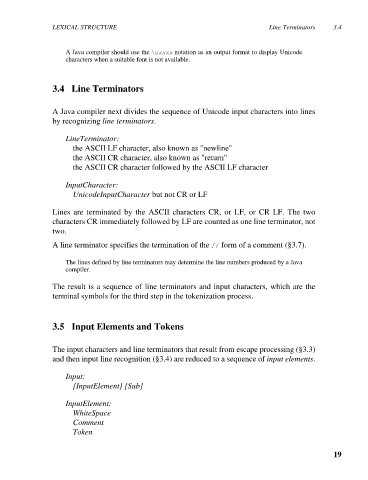 LEXICAL STRUCTURE Line Terminators 3.4
A Java compiler should use the \uxxxx notation as an output format to display Unicode
characters when a suitable font is not available.
3.4 Line Terminators
A Java compiler next divides the sequence of Unicode input characters into lines
by recognizing line terminators.
LineTerminator:
the ASCII LF character, also known as "newline"
the ASCII CR character, also known as "return"
the ASCII CR character followed by the ASCII LF character
InputCharacter:
UnicodeInputCharacter but not CR or LF
Lines are terminated by the ASCII characters CR, or LF, or CR LF. The two
characters CR immediately followed by LF are counted as one line terminator, not
two.
A line terminator specifies the termination of the // form of a comment (§3.7).
The lines defined by line terminators may determine the line numbers produced by a Java
compiler.
The result is a sequence of line terminators and input characters, which are the
terminal symbols for the third step in the tokenization process.
3.5 Input Elements and Tokens
The input characters and line terminators that result from escape processing (§3.3)
and then input line recognition (§3.4) are reduced to a sequence of input elements.
Input:
{InputElement} [Sub]
InputElement:
WhiteSpace
Comment
Token
19